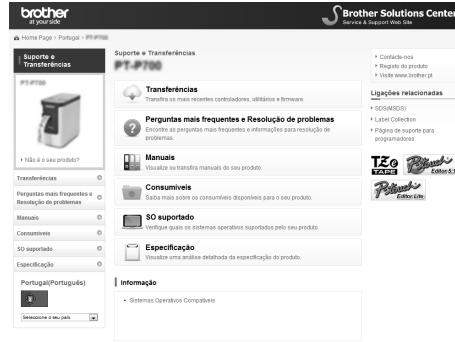 brother
at your side
Brother Solutions Center
Service & Support Web Site
Home Page > Portugal >
Suporte e
Transferências
Não é o seu produto?
Transferências
Perguntas mais frequentes e
Resolução de problemas
Manuais
Consumíveis
SO suportado
Especificação
Portugal(Português)
Seleccione o seu país.
Suporte e Transferências
PT-P700
Transferências
Transfira os mais recentes controladores, utilitários e firmware.
Perguntas mais frequentes e Resolução de problemas
Encontre as perguntas mais frequentes e informações para resolução de
problemas.
Manuais
Visualize ou transfira manuais do seu produto.
Consumíveis
Saiba mais sobre os consumíveis disponíveis para o seu produto.
SO suportado
Verifique quais os sistemas operativos suportados pelo seu produto.
Especificação
Visualize uma análise detalhada da especificação do produto.
Informação
Sistemas Operativos Compatíveis
Contacte-nos
Registo do produto
Visite www.brother.pt
Ligações relacionadas
SDS(MSDS)
Label Collection
Página de suporte para
programadores
TZe
TAPE
P-touch
Editor 5.1
P-touch
Editor Lite